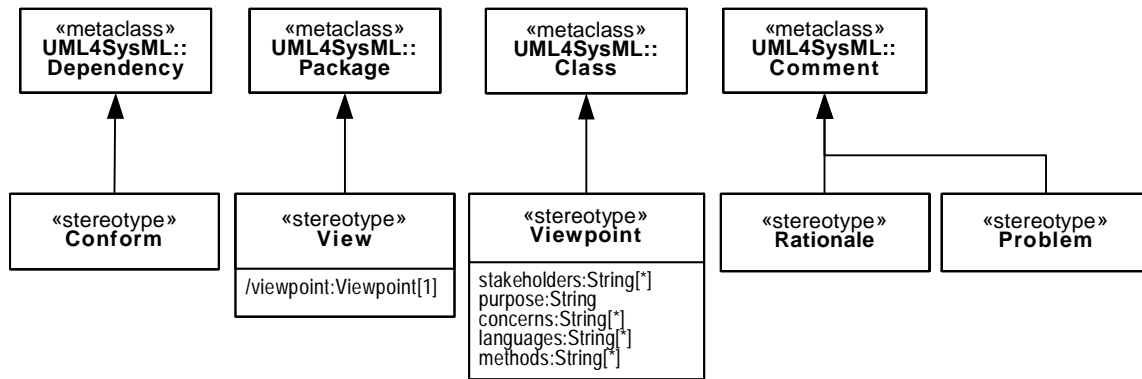 «metaclass»
UML4SysML::
Dependency
«metaclass»
UML4SysML::
Package
«metaclass»
UML4SysML::
Class
«metaclass»
UML4SysML::
Comment
«stereotype»
Conform
«stereotype»
View
/viewpoint:Viewpoint[1]
«stereotype»
Viewpoint
stakeholders:String[*]
purpose:String
concerns:String[*]
languages:String[*]
methods:String[*]
«stereotype»
Rationale
«stereotype»
Problem